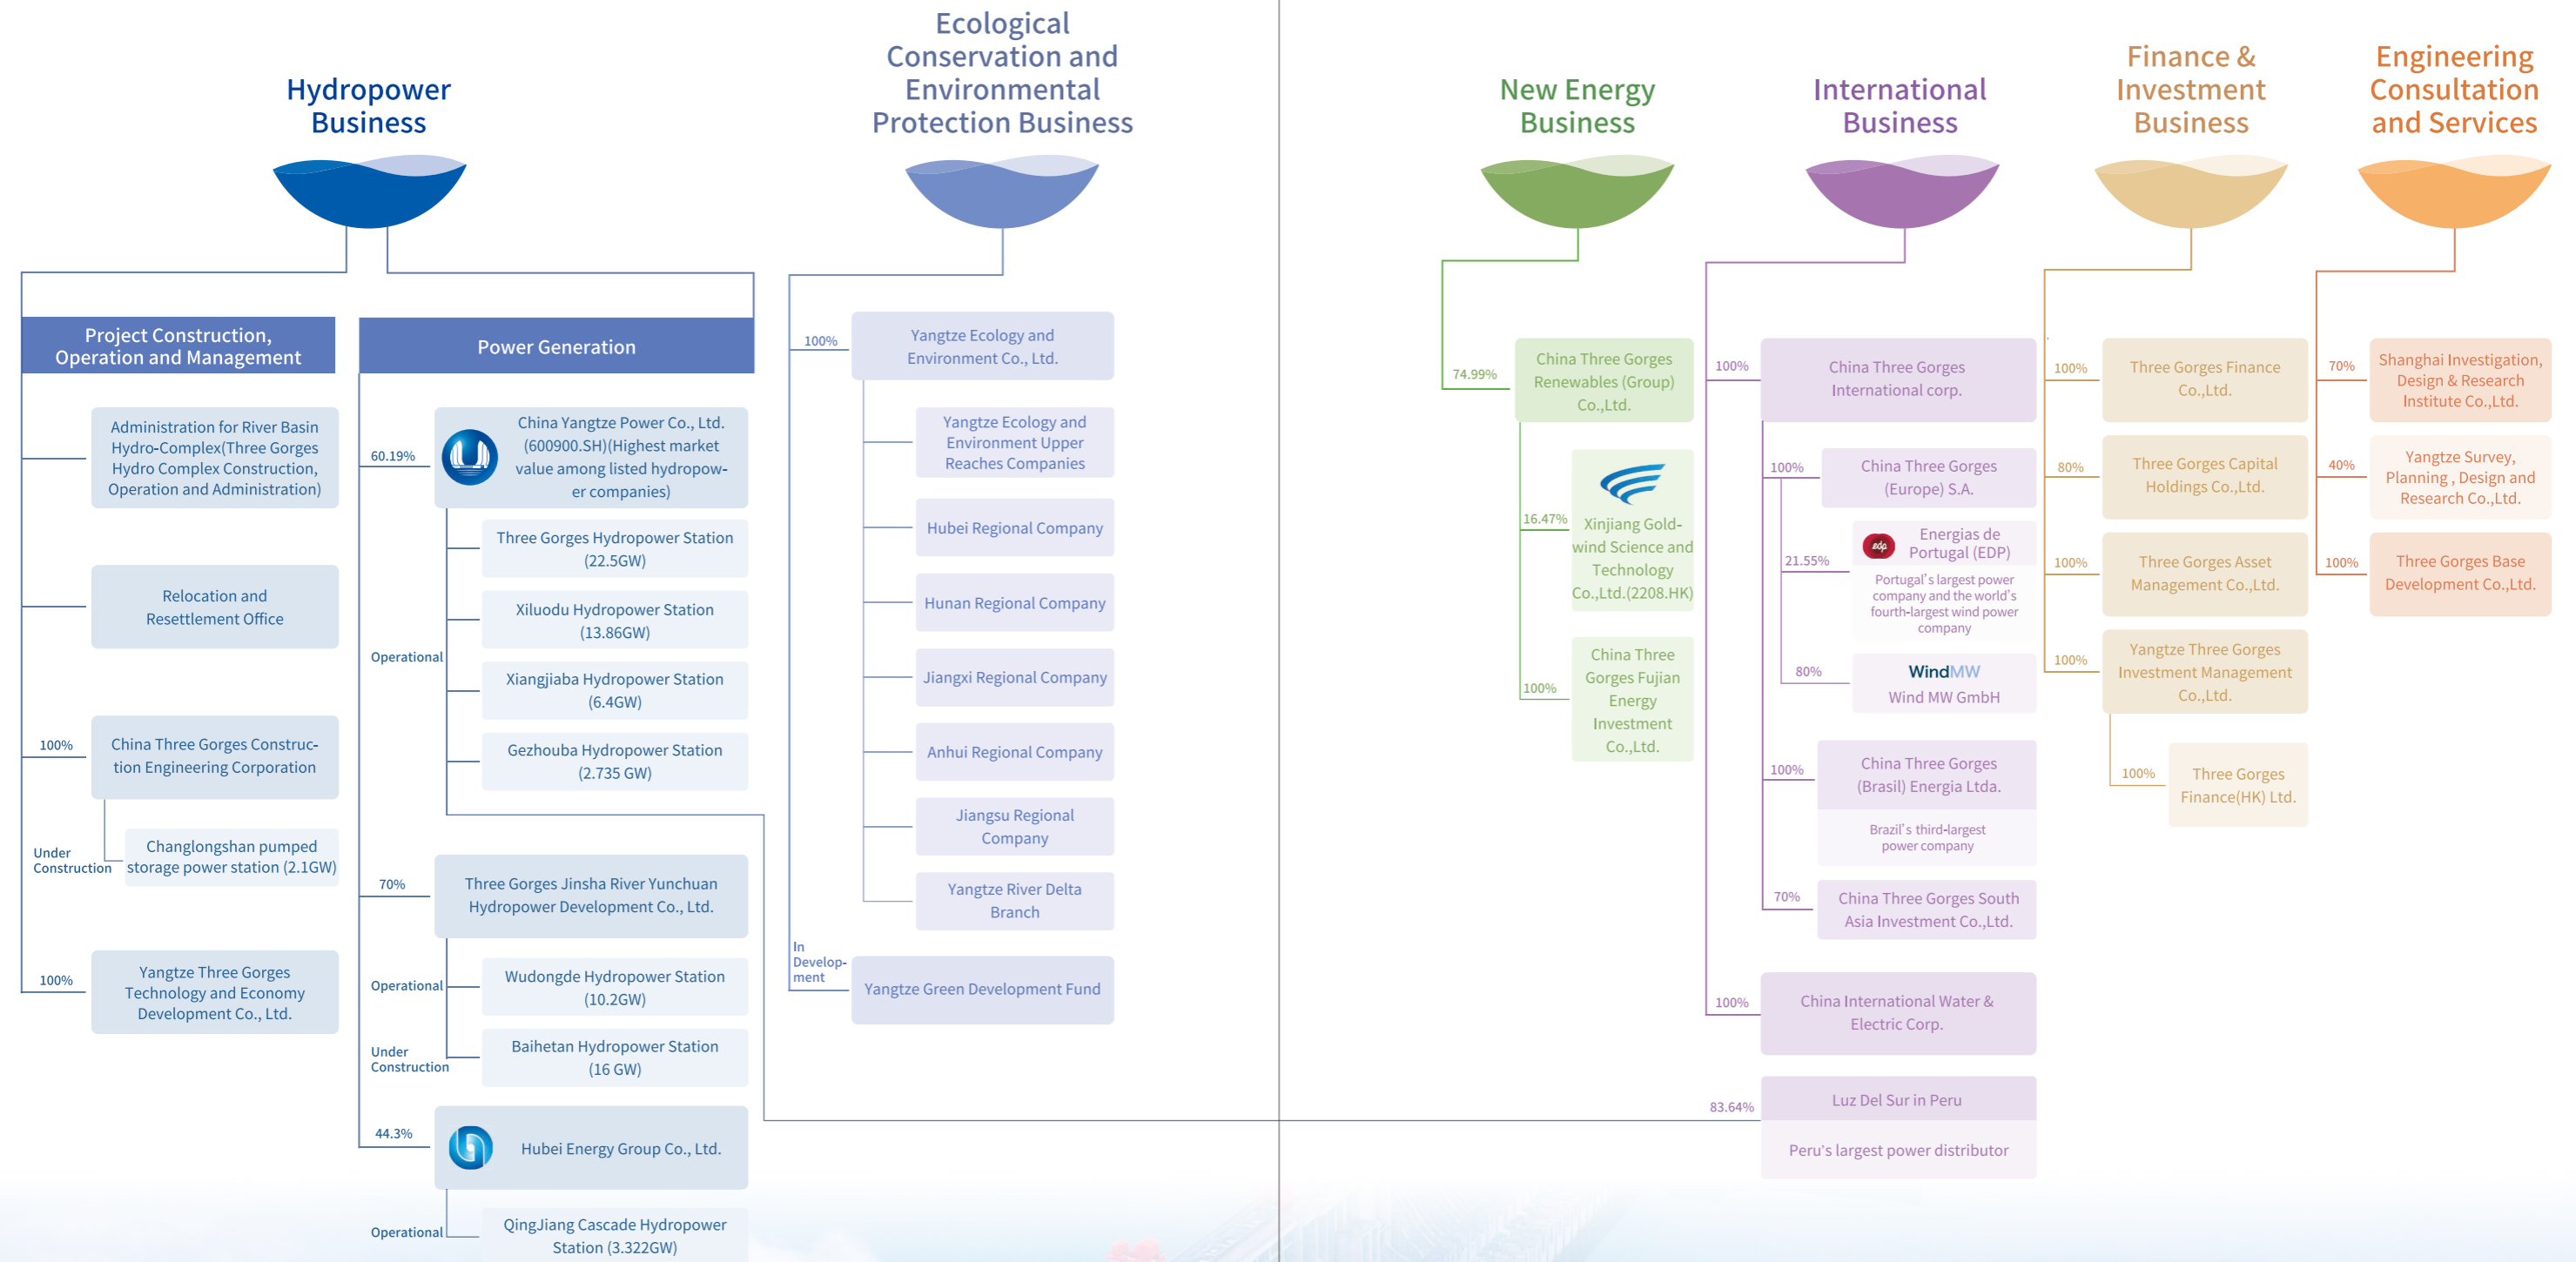 Hydropower
Business
Project Construction,
Operation and Management
Administration for River Basin
Hydro-Complex(Three Gorges
Hydro Complex Construction,
Operation and Administration)
Relocation and
Resettlement Office
100%
China Three Gorges Construc-
tion Engineering Corporation
Under
Construction
Changlongshan pumped
storage power station (2.1GW)
100%
Yangtze Three Gorges
Technology and Economy
Development Co., Ltd.
Power Generation
60.19%
China Yangtze Power Co., Ltd.
(600900.SH)(Highest market
value among listed hydropow-
er companies)
Operational
Three Gorges Hydropower Station
(22.5GW)
Xiluodu Hydropower Station
(13.86GW)
Xiangjiaba Hydropower Station
(6.4GW)
Gezhouba Hydropower Station
(2.735 GW)
70%
Three Gorges Jinsha River Yunchuan
Hydropower Development Co., Ltd.
Operational
Wudongde Hydropower Station
(10.2GW)
Under
Construction
Baihetan Hydropower Station
(16 GW)
44.3%
Hubei Energy Group Co., Ltd.
Operational
QingJiang Cascade Hydropower
Station (3.322GW)
Ecological
Conservation and
Environmental
Protection Business
100%
Yangtze Ecology and
Environment Co., Ltd.
Yangtze Ecology and
Environment Upper
Reaches Companies
Hubei Regional Company
Hunan Regional Company
Jiangxi Regional Company
Anhui Regional Company
Jiangsu Regional
Company
Yangtze River Delta
Branch
In
Develop-
ment
Yangtze Green Development Fund
New Energy
Business
74.99%
China Three Gorges
Renewables (Group)
Co.,Ltd.
16.47%
Xinjiang Gold-
wind Science and
Technology
Co.,Ltd.(2208.HK)
100%
China Three
Gorges Fujian
Energy
Investment
Co.,Ltd.
International
Business
100%
China Three Gorges
International corp.
100%
China Three Gorges
(Europe) S.A.
21.55%
edp
Energias de
Portugal (EDP)
Portugal's largest power
company and the world's
fourth-largest wind power
company
80%
WindMW
Wind MW GmbH
100%
China Three Gorges
(Brasil) Energia Ltda.
Brazil's third-largest
power company
70%
China Three Gorges South
Asia Investment Co.,Ltd.
100%
China International Water &
Electric Corp.
83.64%
Luz Del Sur in Peru
Peru's largest power distributor
Finance &
Investment
Business
100%
Three Gorges Finance
Co.,Ltd.
80%
Three Gorges Capital
Holdings Co.,Ltd.
100%
Three Gorges Asset
Management Co.,Ltd.
100%
Yangtze Three Gorges
Investment Management
Co.,Ltd.
100%
Three Gorges
Finance(HK) Ltd.
Engineering
Consultation
and Services
70%
Shanghai Investigation,
Design & Research
Institute Co.,Ltd.
40%
Yangtze Survey,
Planning , Design and
Research Co.,Ltd.
100%
Three Gorges Base
Development Co.,Ltd.